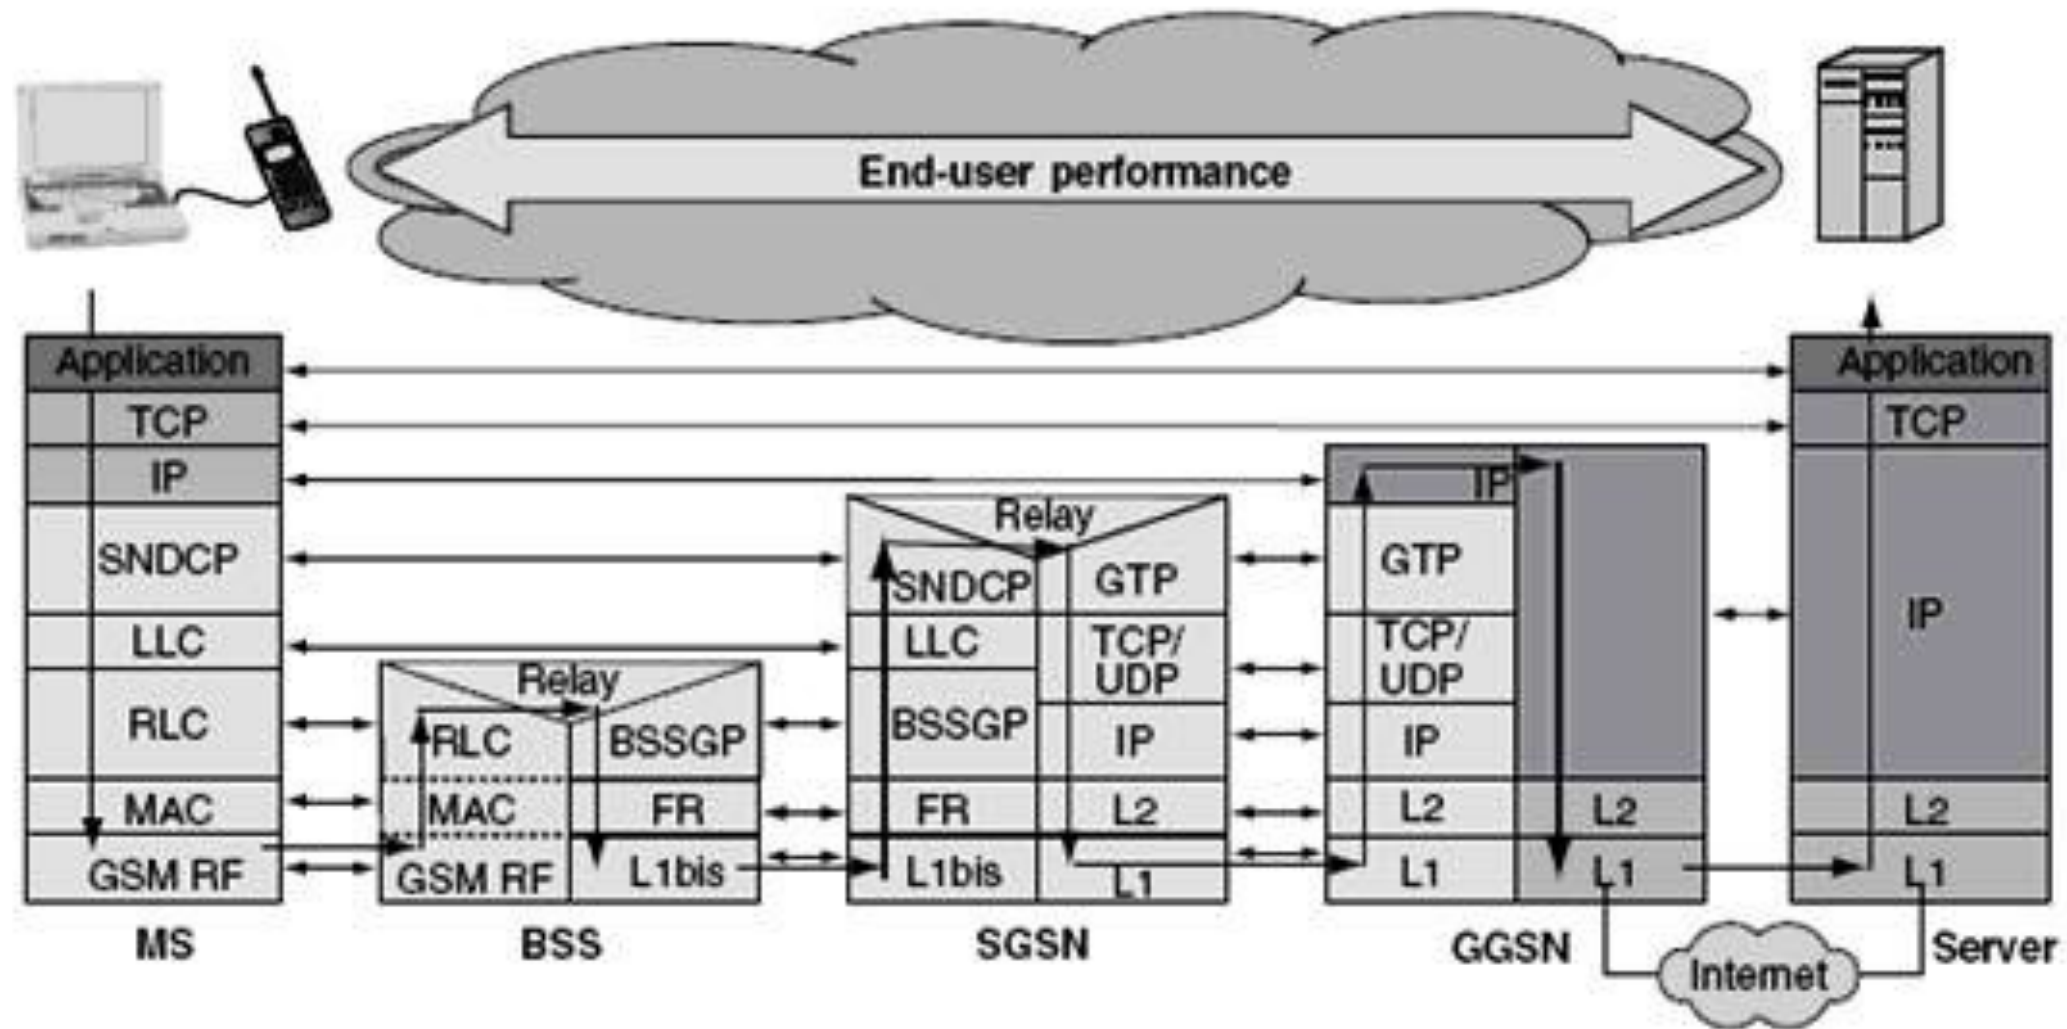 End-user performance
Application
TCP
IP
SNDCP
LLC
RLC
MAC
GSM RF
MS
Relay
RLC
BSSGP
MAC
FR
GSM RF
L1bis
BSS
Relay
SNDCP
GTP
LLC
TCP/
UDP
BSSGP
IP
FR
L2
L1bis
L1
SGSN
IP
GTP
TCP/
UDP
IP
L2
L2
L1
L1
GGSN
Internet
Application
TCP
IP
L2
L1
Server